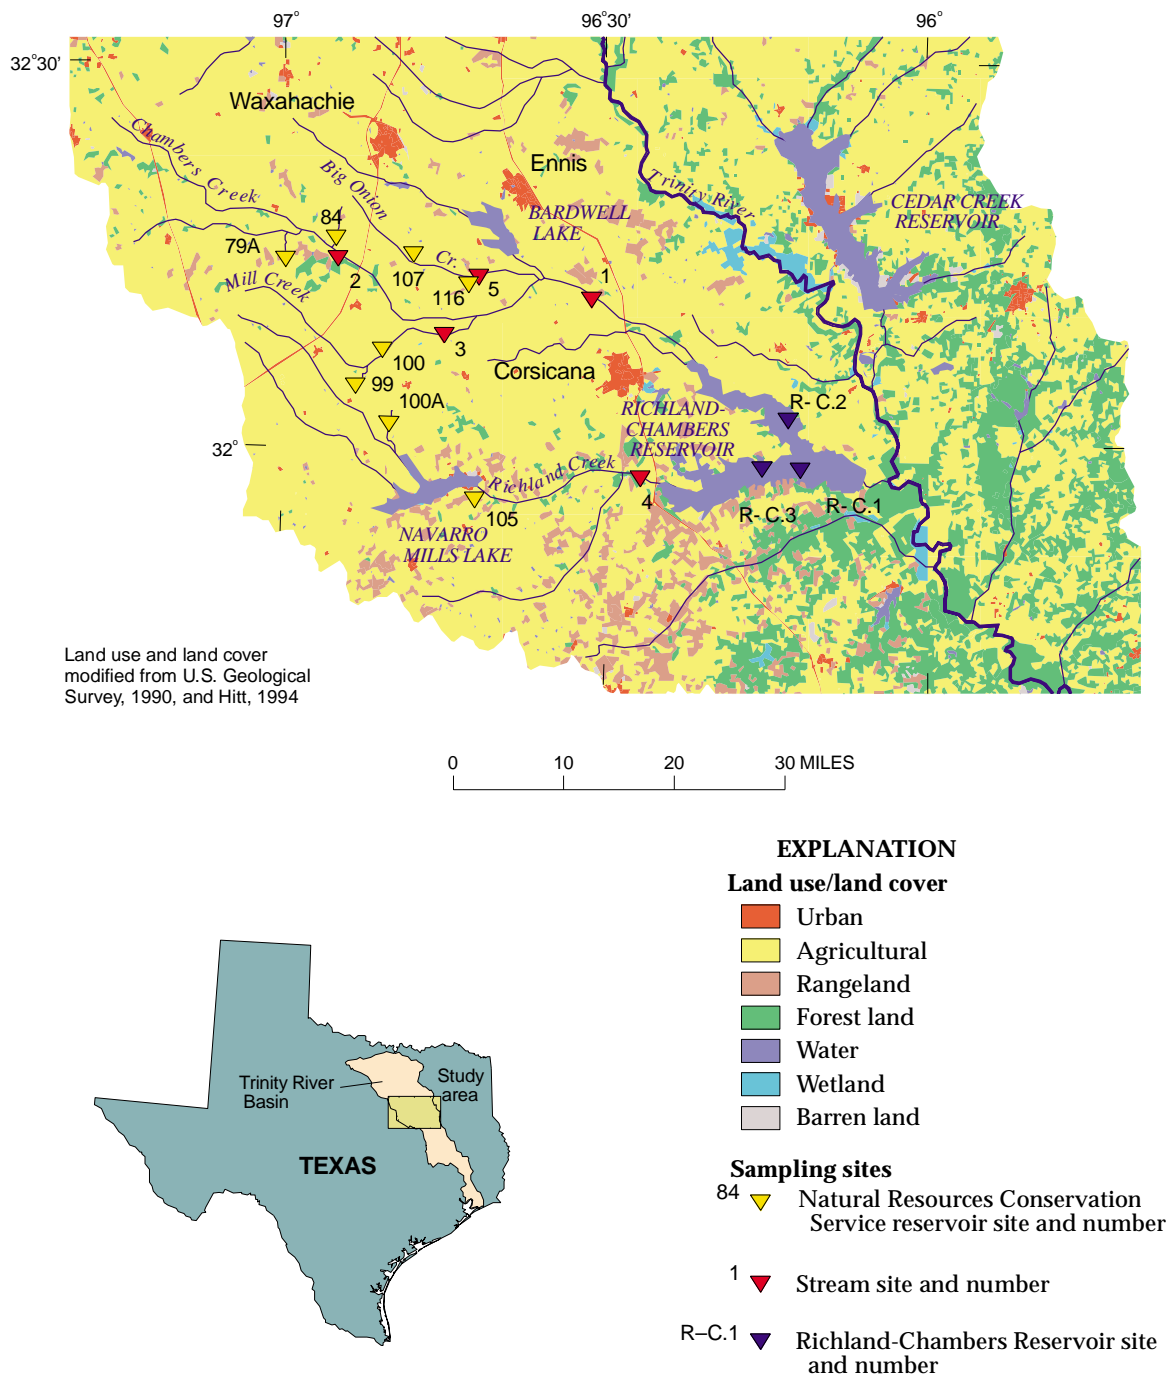 97°
96°30’
96°
32°30’
Waxahachie
Chambers Creek
Ennis
Big Onion
Trinity River
CEDAR CREEK
RESERVOIR
BARDWELL
LAKE
84
79A
Cr.
Mill Creek
2
107
116
5
1
3
100
Corsicana
99
100A
R- C.2
RICHLAND-
CHAMBERS
RESERVOIR
32°
Richland Creek
4
R- C.3
R- C.1
105
NAVARRO
MILLS LAKE
Land use and land cover
modified from U.S. Geological
Survey, 1990, and Hitt, 1994
0 10 20 30 MILES
EXPLANATION
Land use/land cover
Urban
Agricultural
Rangeland
Forest land
Water
Wetland
Barren land
Trinity River
Basin
Study
area
TEXAS
Sampling sites
84 Natural Resources Conservation
Service reservoir site and number
1 Stream site and number
R–C.1 Richland-Chambers Reservoir site
and number